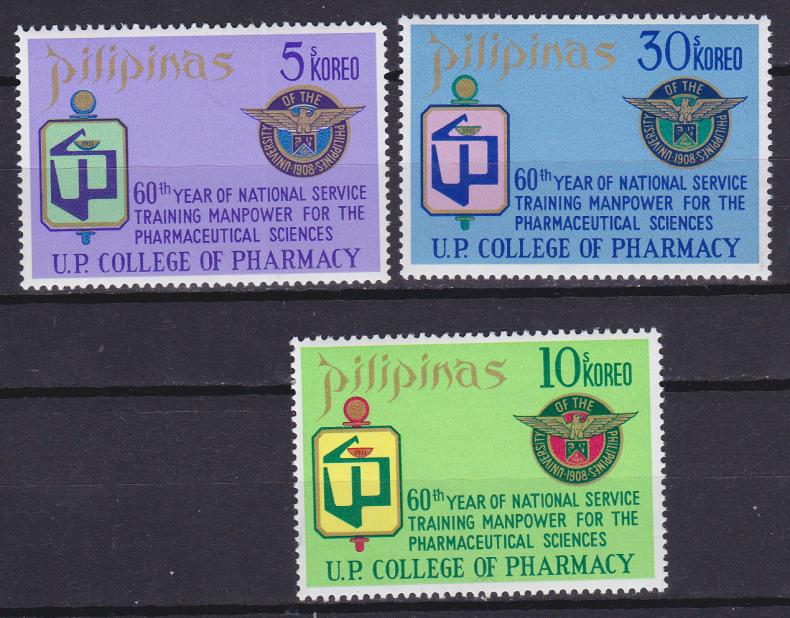 Pilipinas 5s KOREO
OF THE
UNIVERSITY PHILIPPINES
1908
1911
UP
60th YEAR OF NATIONAL SERVICE
TRAINING MANPOWER FOR THE
PHARMACEUTICAL SCIENCES
U.P. COLLEGE OF PHARMACY
Pilipinas 30s KOREO
OF THE
UNIVERSITY PHILIPPINES
1908
1911
UP
60th YEAR OF NATIONAL SERVICE
TRAINING MANPOWER FOR THE
PHARMACEUTICAL SCIENCES
U.P. COLLEGE OF PHARMACY
Pilipinas 10s KOREO
OF THE
UNIVERSITY PHILIPPINES
1908
1911
UP
60th YEAR OF NATIONAL SERVICE
TRAINING MANPOWER FOR THE
PHARMACEUTICAL SCIENCES
U.P. COLLEGE OF PHARMACY